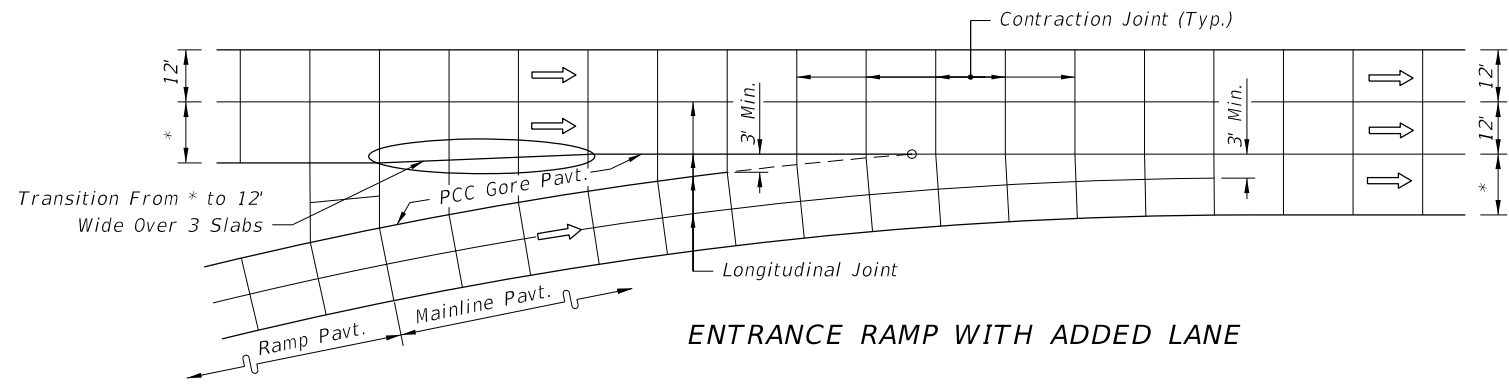 Contraction Joint (Typ.)
12'
*
3' Min.
3' Min.
12'
12'
*
PCC Gore Pavt.
Transition From * to 12'
Wide Over 3 Slabs
Longitudinal Joint
Mainline Pavt.
Ramp Pavt.
ENTRANCE RAMP WITH ADDED LANE